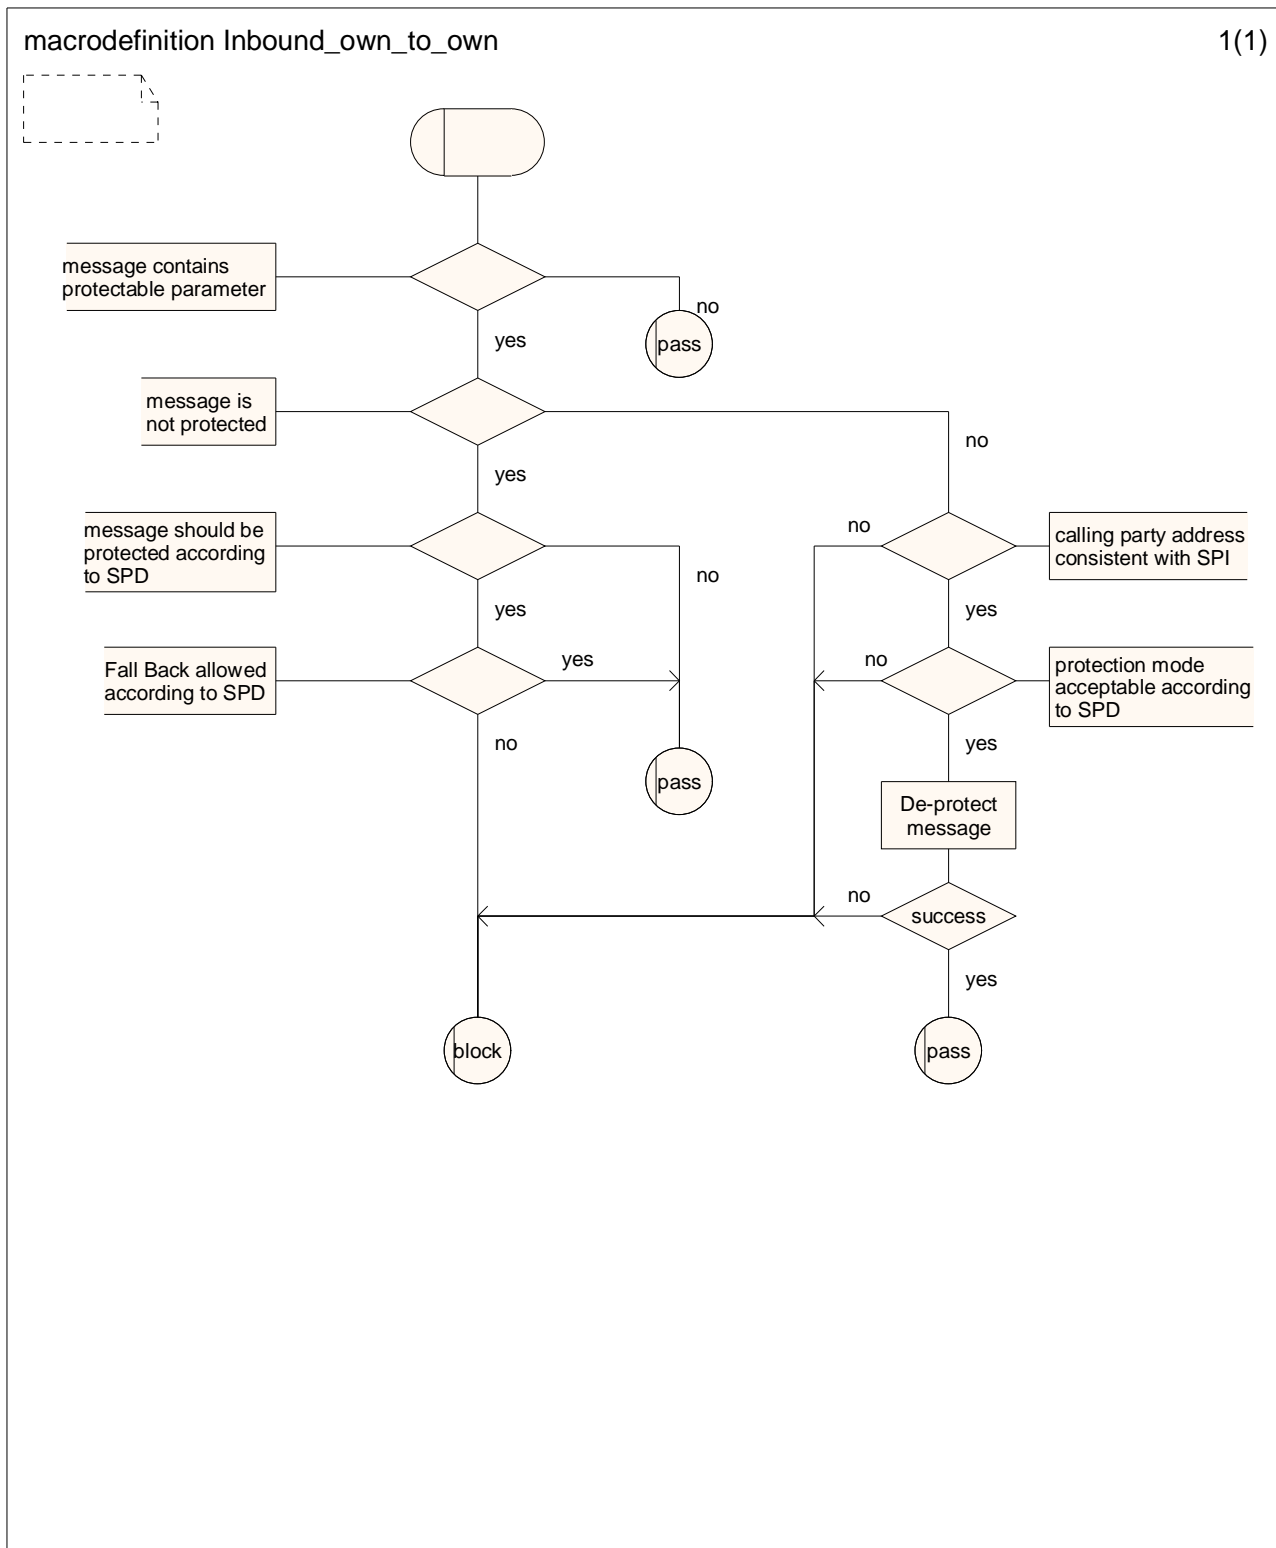 macrodefinition Inbound_own_to_own
1(1)
message contains
protectable parameter
no
pass
yes
message is
not protected
no
yes
message should be
protected according
to SPD
no
yes
no
calling party address
consistent with SPI
yes
Fall Back allowed
according to SPD
yes
no
no
protection mode
acceptable according
to SPD
yes
pass
De-protect
message
no
success
yes
block
pass